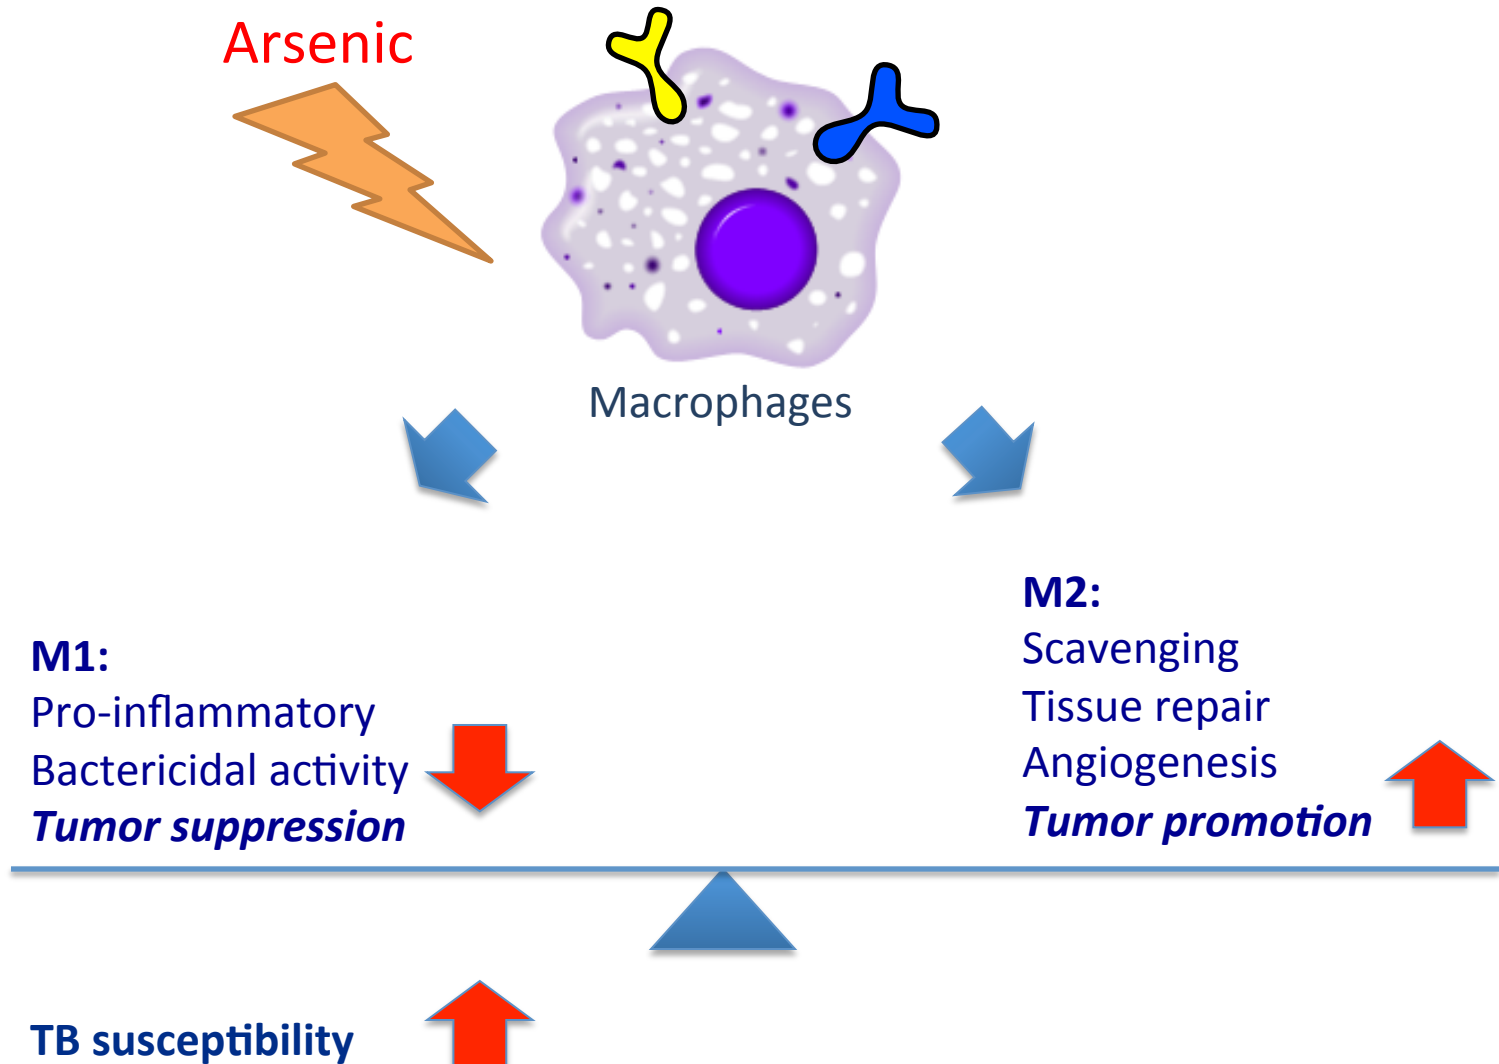 Arsenic
Macrophages
M1:
Pro-inflammatory
Bactericidal activity
Tumor suppression
M2:
Scavenging
Tissue repair
Angiogenesis
Tumor promotion
TB susceptibility